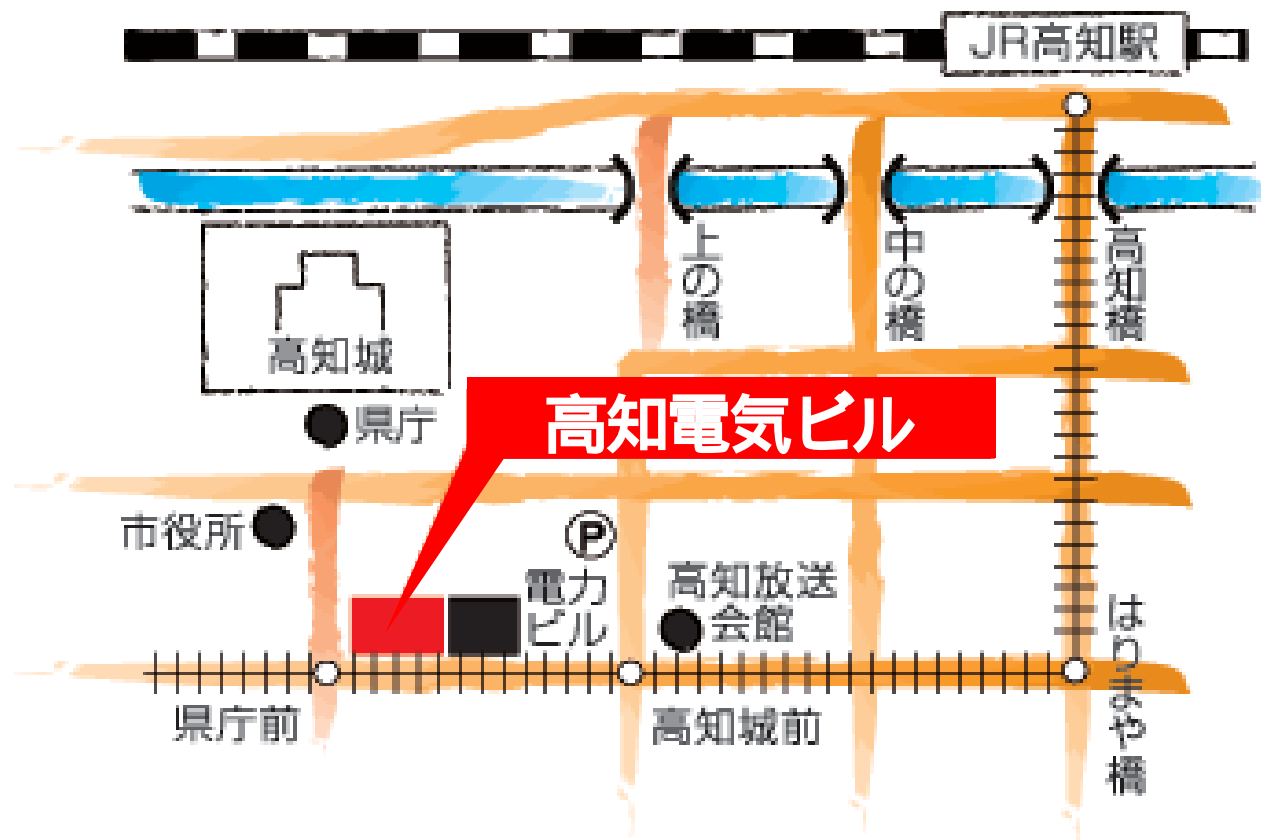 JR高知駅
上の橋
中の橋
高知橋
高知城
県庁
高知電気ビル
市役所
P
電力
ビル
高知放送
会館
はりまや橋
県庁前
高知城前